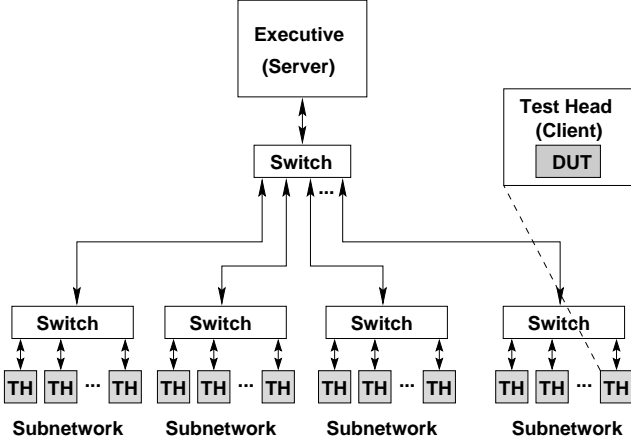 Executive
(Server)
Test Head
(Client)
DUT
Switch
...
Switch Switch Switch Switch
TH TH ... TH TH TH ... TH TH TH ... TH TH TH ... TH
Subnetwork Subnetwork Subnetwork Subnetwork